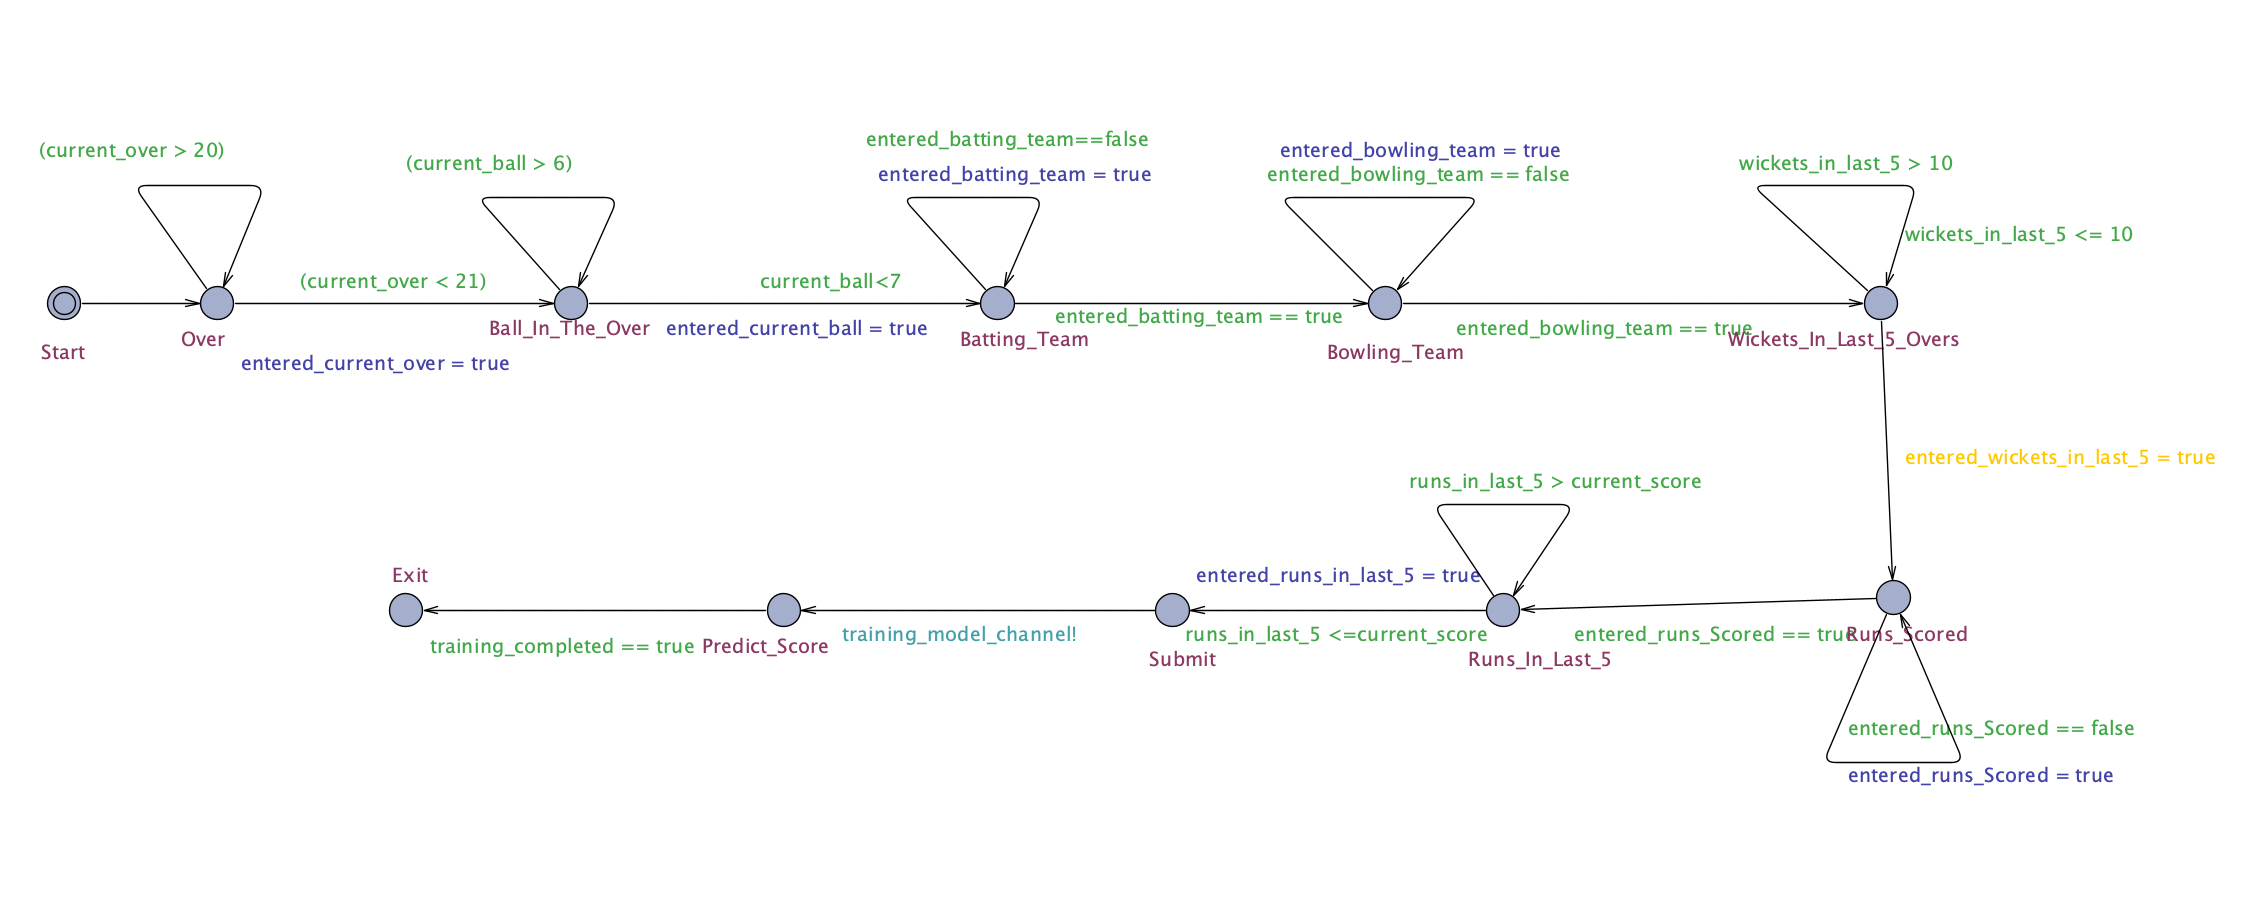 (current_over > 20)
(current_ball > 6)
entered_batting_team==false
entered_batting_team = true
entered_bowling_team = true
entered_bowling_team == false
wickets_in_last_5 > 10
wickets_in_last_5 <= 10
(current_over < 21)
current_ball<7
entered_batting_team == true
entered_bowling_team == true
Start
Over
Ball_In_The_Over
entered_current_ball = true
Batting_Team
Bowling_Team
Wickets_In_Last_5_Overs
entered_current_over = true
entered_wickets_in_last_5 = true
runs_in_last_5 > current_score
Exit
entered_runs_in_last_5 = true
training_completed == true
Predict_Score
training_model_channel!
runs_in_last_5 <=current_score
Submit
Runs_In_Last_5
entered_runs_Scored == true
Runs_Scored
entered_runs_Scored == false
entered_runs_Scored = true